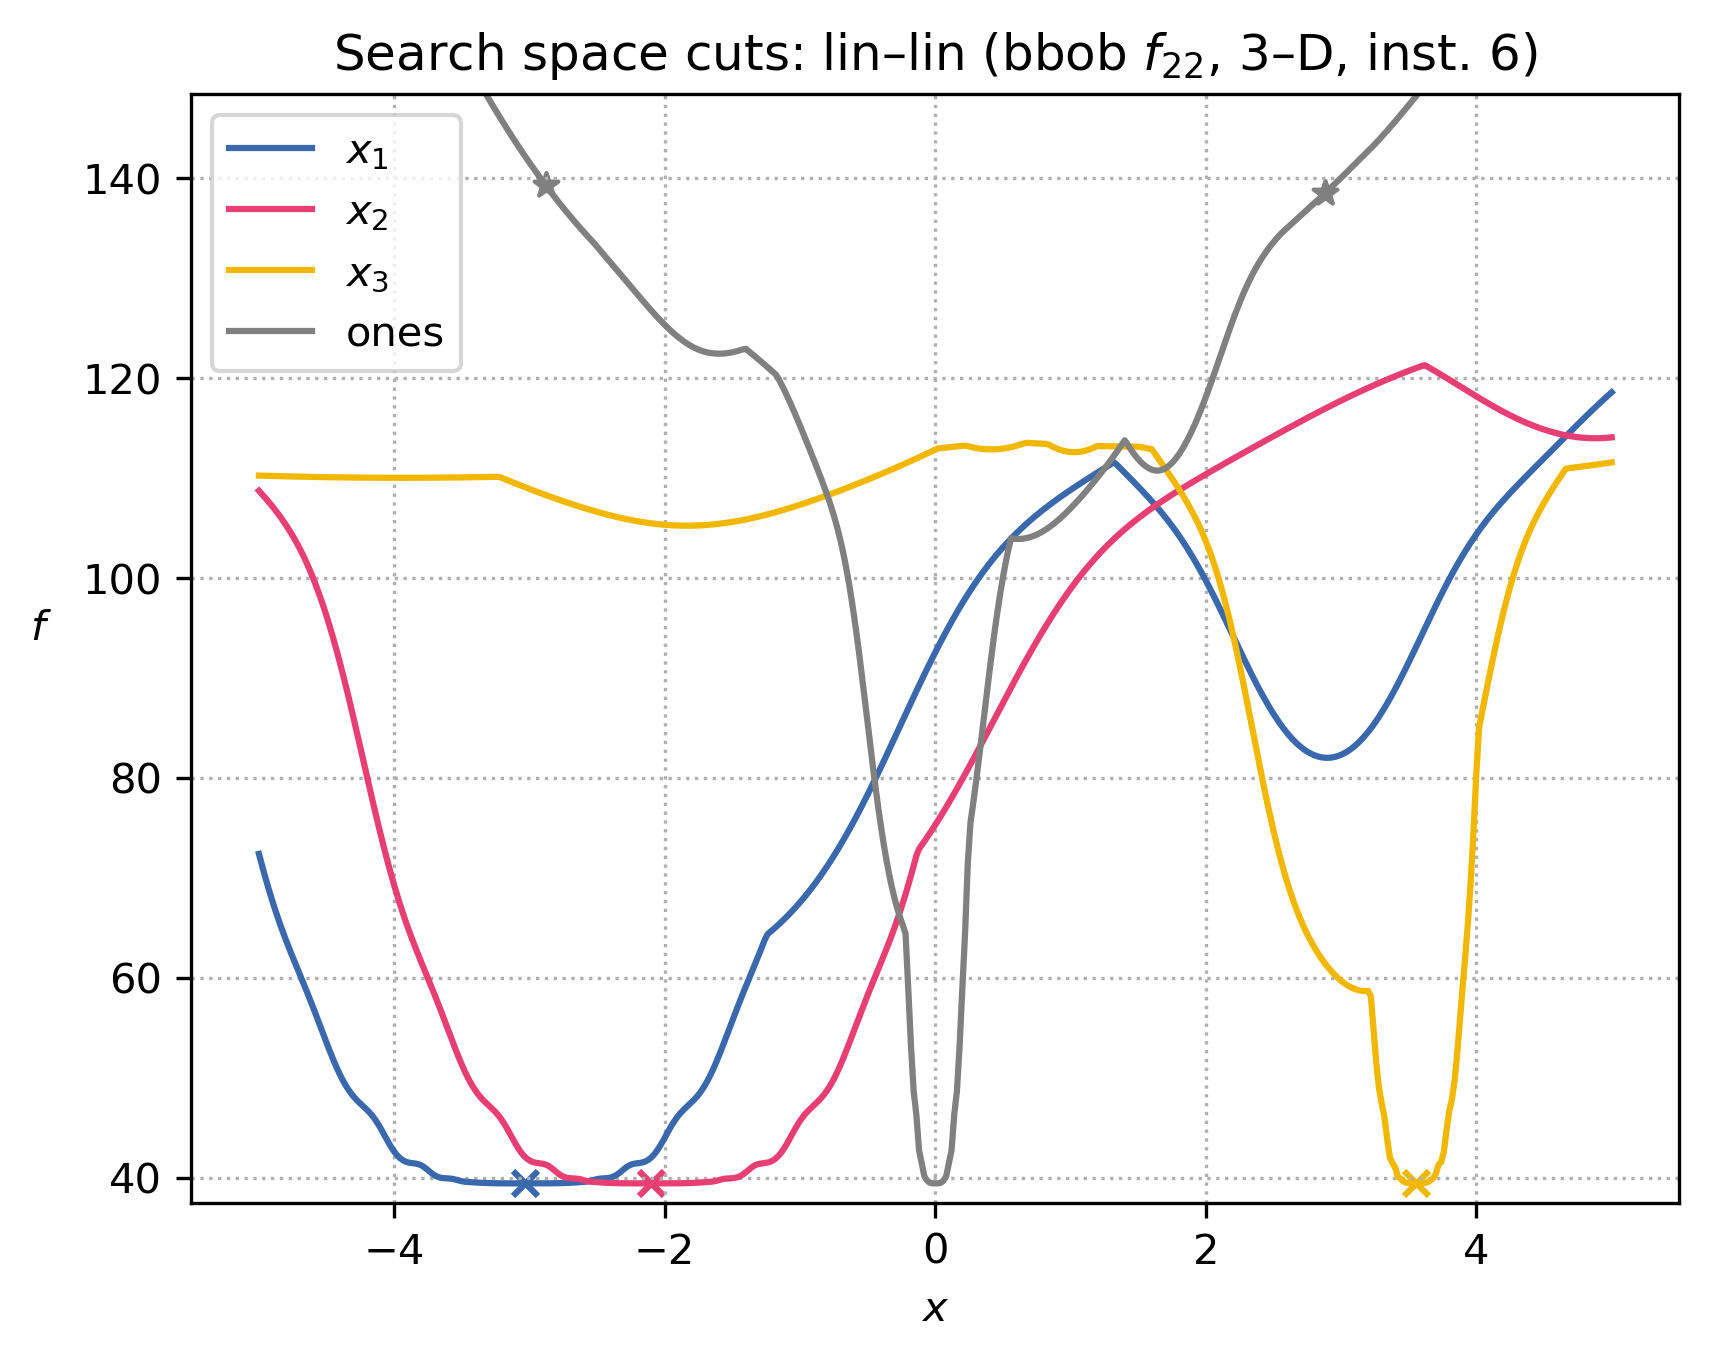 Search space cuts: lin–lin (bbob f₂₂, 3–D, inst. 6)
x₁
x₂
x₃
ones
140
120
100
80
60
40
f
−4 −2 0 2 4
x